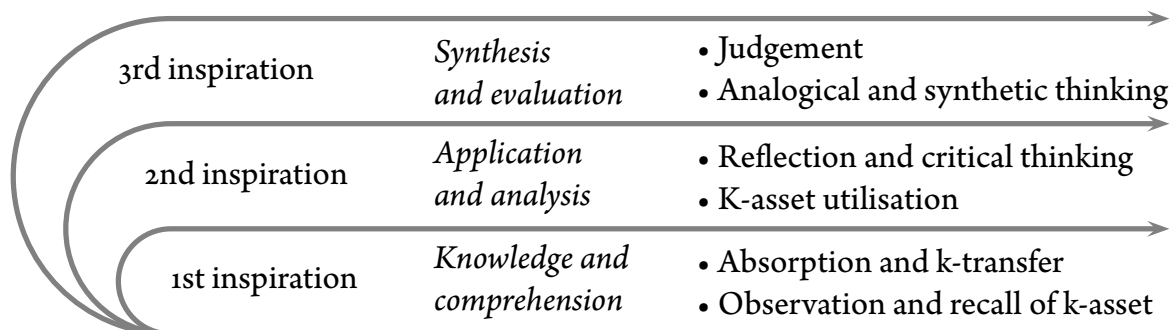 3rd inspiration
Synthesis
and evaluation
• Judgement
• Analogical and synthetic thinking
2nd inspiration
Application
and analysis
• Reflection and critical thinking
• K-asset utilisation
1st inspiration
Knowledge and
comprehension
• Absorption and k-transfer
• Observation and recall of k-asset